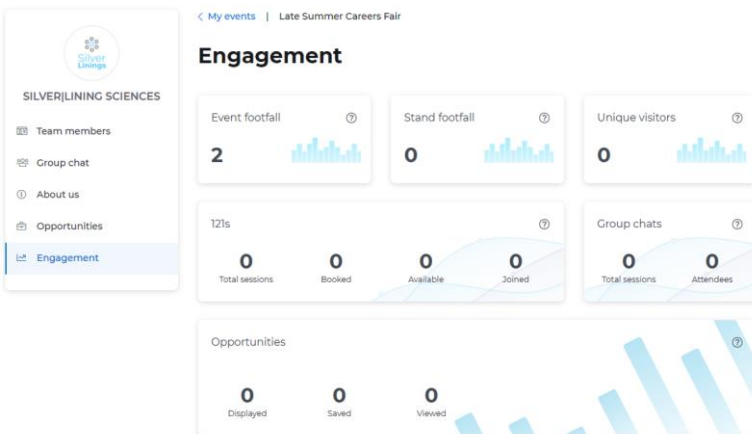 < My events | Late Summer Careers Fair
Silver
Linings
SILVER|LINING SCIENCES
Team members
Group chat
About us
Opportunities
Engagement
Engagement
Event footfall
2
Stand footfall
0
Unique visitors
0
121s
0 0 0 0
Total sessions Booked Available Joined
Group chats
0 0
Total sessions Attendees
Opportunities
0 0 0
Displayed Saved Viewed